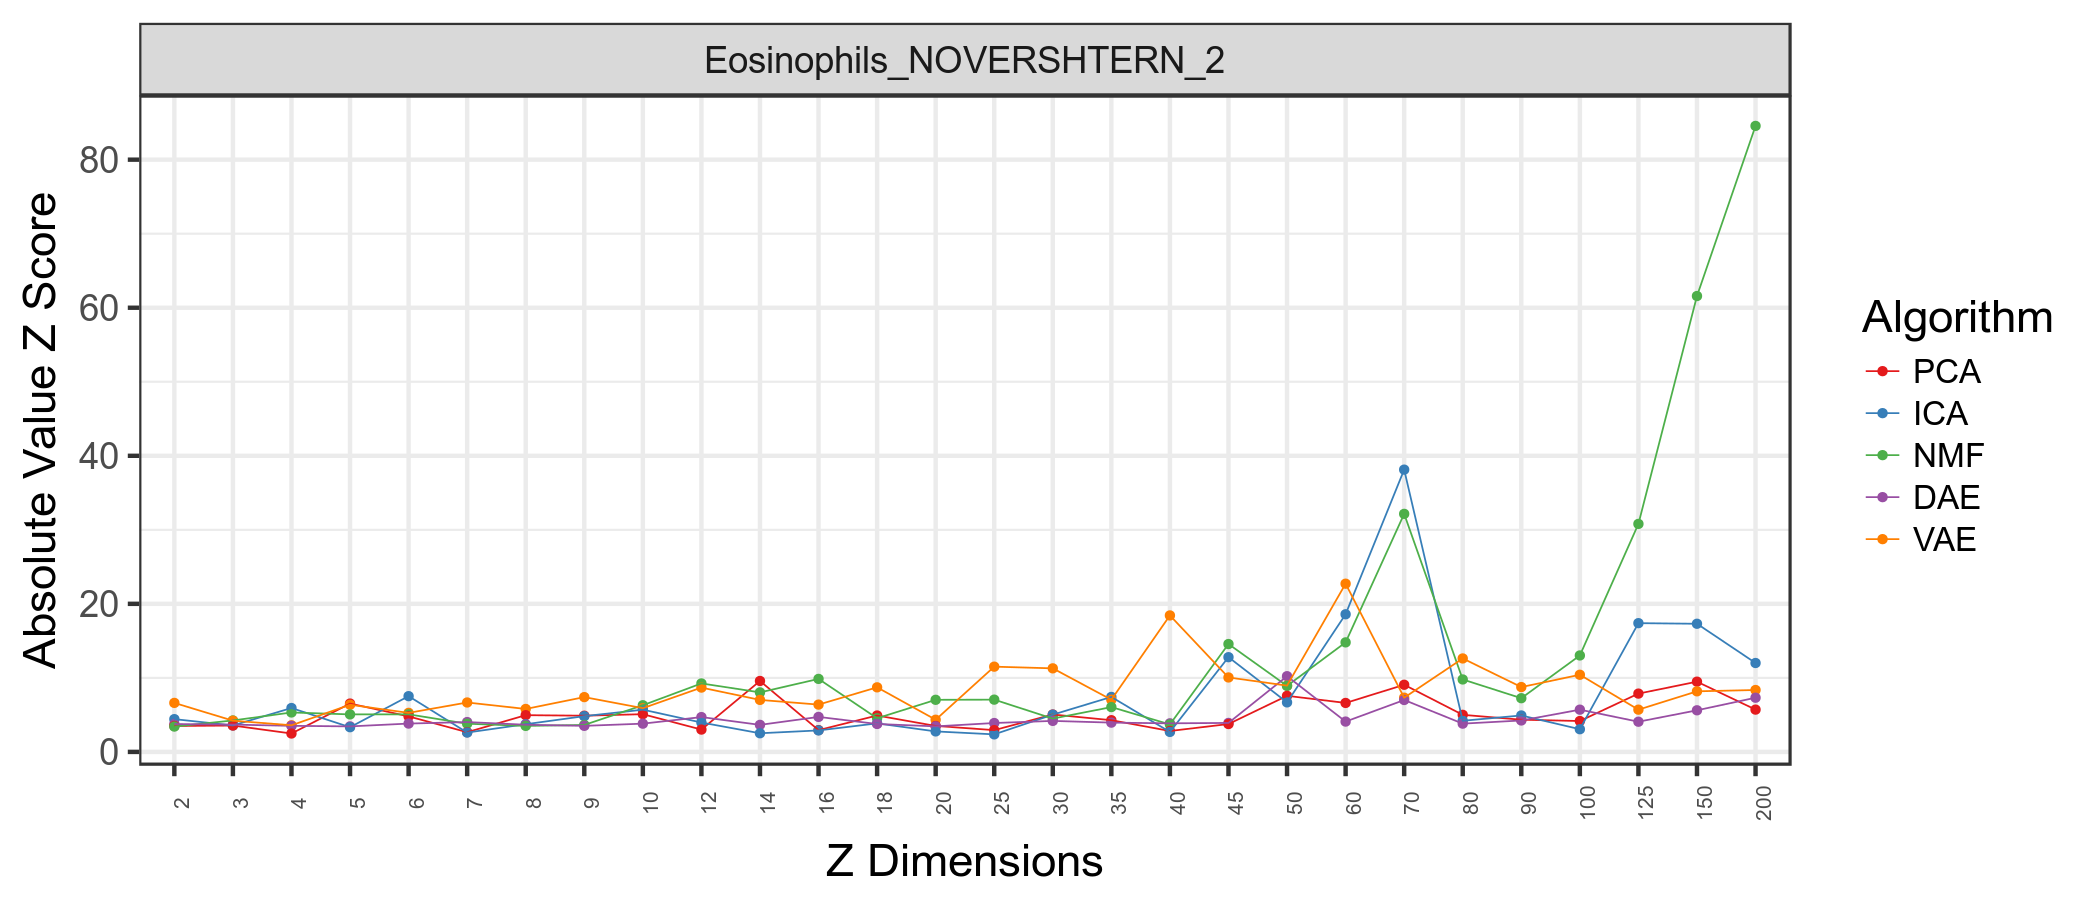 Eosinophils_NOVERSHTERN_2
Absolute Value Z Score
80
60
40
20
0
2 3 4 5 6 7 8 9 10 12 14 16 18 20 25 30 35 40 45 50 60 70 80 90 100 125 150 200
Z Dimensions
Algorithm
PCA
ICA
NMF
DAE
VAE